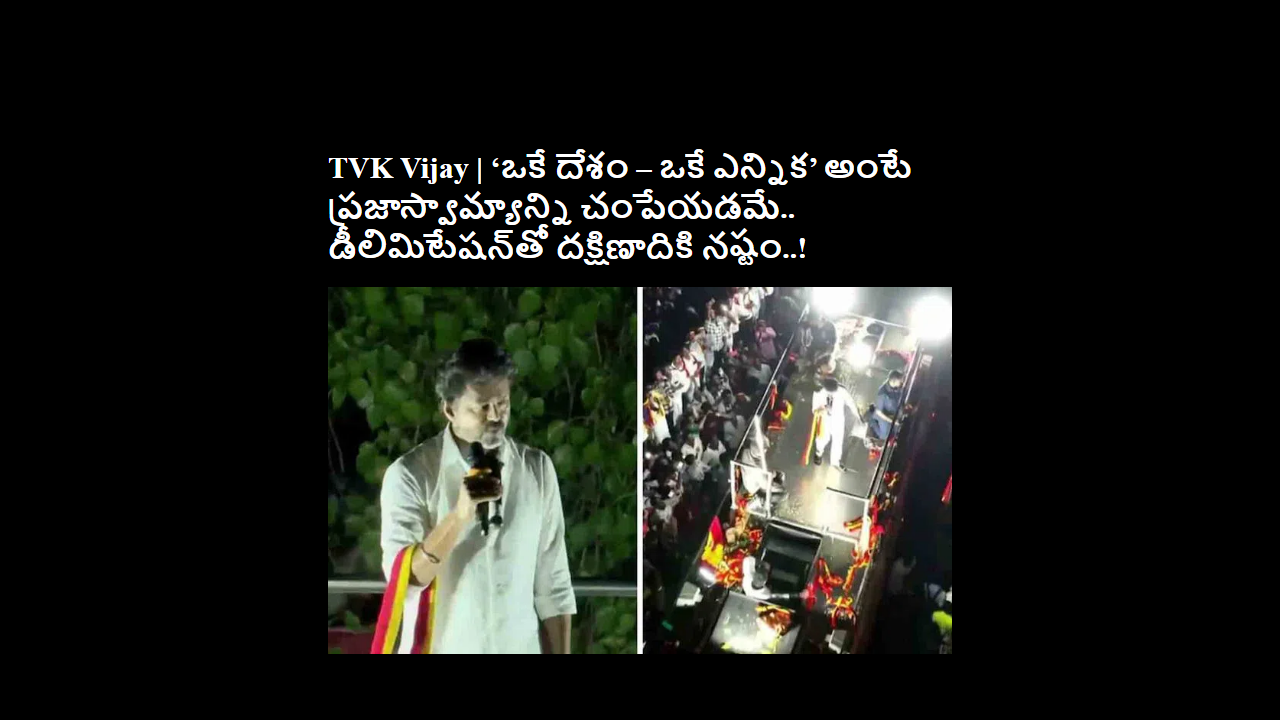 TVK Vijay | ‘ఒకే దేశం – ఒకే ఎన్నిక’ అంటే
ప్రజాస్వామ్యాన్ని చంపేయడమే..
డీలిమిటేషన్‌తో దక్షిణాదికి నష్టం..!